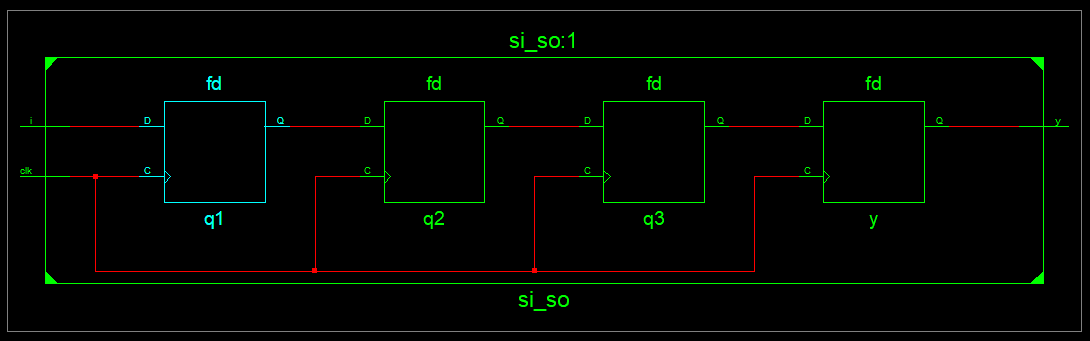 si_so:1
fd fd fd fd
i D Q D Q D Q D Q y
clk C C C C
q1 q2 q3 y
si_so